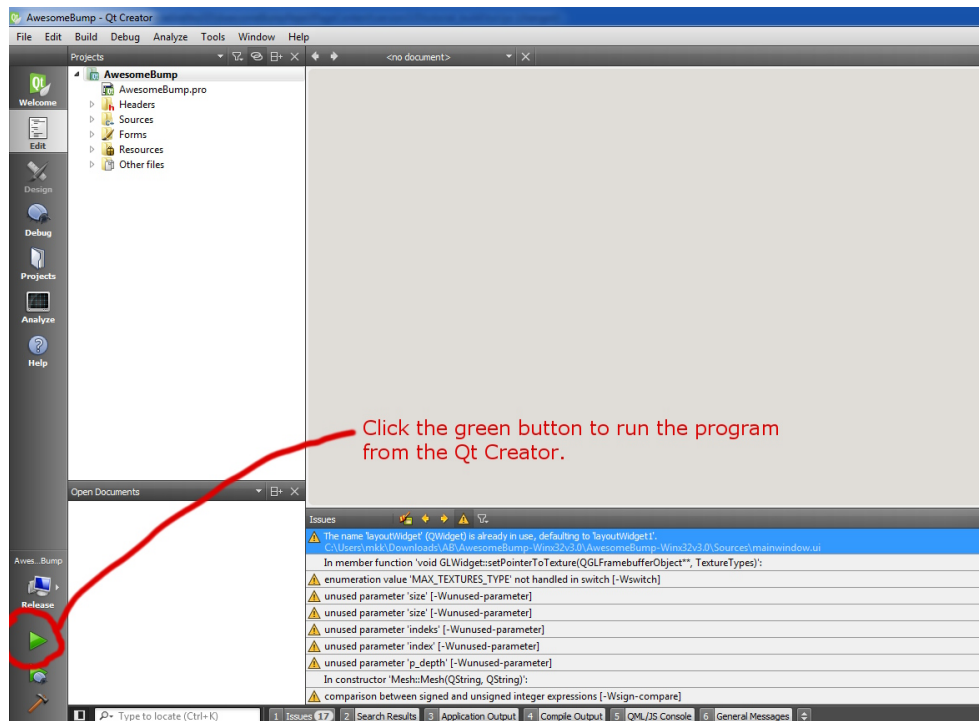 AwesomeBump - Qt Creator
File Edit Build Debug Analyze Tools Window Help
Projects
<no document>
Welcome
Edit
Design
Debug
Projects
Analyze
Help
AwesomeBump
AwesomeBump.pro
Headers
Sources
Forms
Resources
Other files
Click the green button to run the program
from the Qt Creator.
Open Documents
Awes...Bump
Release
Issues
The name 'layoutWidget' (QWidget) is already in use, defaulting to 'layoutWidget1'.
C:\Users\mkk\Downloads\AB\AwesomeBump-Winx32v3.0\AwesomeBump-Winx32v3.0\Sources\mainwindow.ui
In member function 'void GLWidget::setPointerToTexture(QGLFramebufferObject**, TextureTypes)':
enumeration value 'MAX_TEXTURES_TYPE' not handled in switch [-Wswitch]
unused parameter 'size' [-Wunused-parameter]
unused parameter 'size' [-Wunused-parameter]
unused parameter 'indeks' [-Wunused-parameter]
unused parameter 'index' [-Wunused-parameter]
unused parameter 'p_depth' [-Wunused-parameter]
In constructor 'Mesh::Mesh(QString, QString)':
comparison between signed and unsigned integer expressions [-Wsign-compare]
Type to locate (Ctrl+K) 1 Issues 17 2 Search Results 3 Application Output 4 Compile Output 5 QML/JS Console 6 General Messages